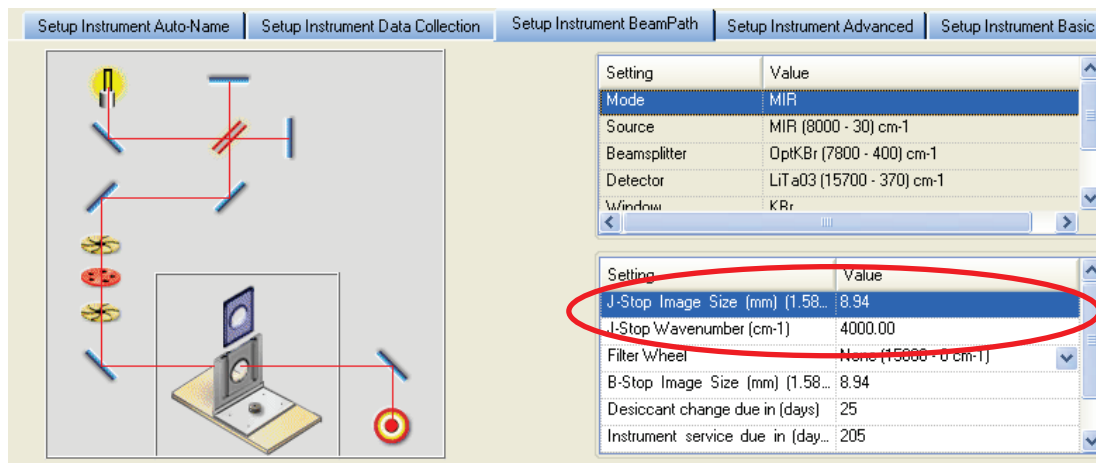 Setup Instrument Auto-Name
Setup Instrument Data Collection
Setup Instrument BeamPath
Setup Instrument Advanced
Setup Instrument Basic
Setting Value
Mode MIR
Source MIR (8000 - 30) cm-1
Beamsplitter OptKBr (7800 - 400) cm-1
Detector LiTa03 (15700 - 370) cm-1
Window KBr
Setting Value
J-Stop Image Size (mm) (1.58... 8.94
J-Stop Wavenumber (cm-1) 4000.00
Filter Wheel None (15800 - 0 cm-1)
B-Stop Image Size (mm) (1.58... 8.94
Desiccant change due in (days) 25
Instrument service due in (day... 205